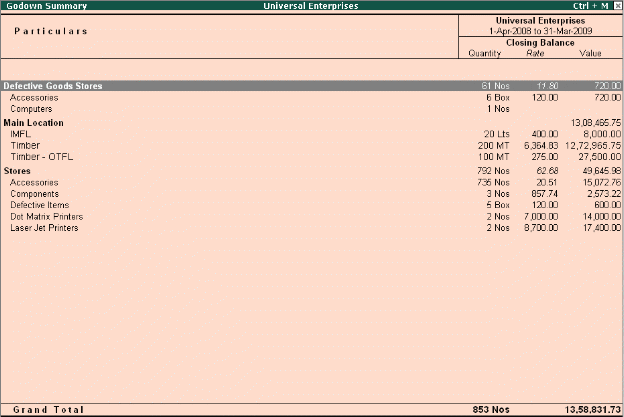 Godown Summary Universal Enterprises Ctrl + M
Universal Enterprises
Particulars 1-Apr-2008 to 31-Mar-2009
Closing Balance
Quantity Rate Value
Defective Goods Stores 61 Nos 11.80 720.00
Accessories 6 Box 120.00 720.00
Computers 1 Nos
Main Location 13,08,465.75
IMFL 20 Lts 400.00 8,000.00
Timber 200 MT 6,364.83 12,72,965.75
Timber - OTFL 100 MT 275.00 27,500.00
Stores 792 Nos 62.68 49,645.98
Accessories 735 Nos 20.51 15,072.76
Components 3 Nos 857.74 2,573.22
Defective Items 5 Box 120.00 600.00
Dot Matrix Printers 2 Nos 7,000.00 14,000.00
Laser Jet Printers 2 Nos 8,700.00 17,400.00
Grand Total 853 Nos 13,58,831.73